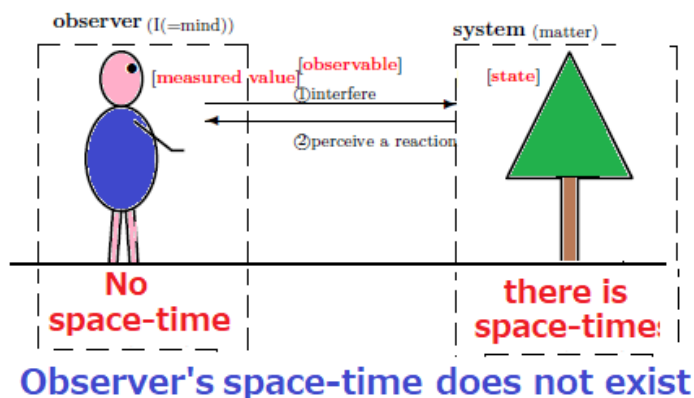 observer (I(=mind))
system (matter)
[observable]
[measured value]
[state]
①interfere
②perceive a reaction
No
space-time
there is
space-time
Observer's space-time does not exist